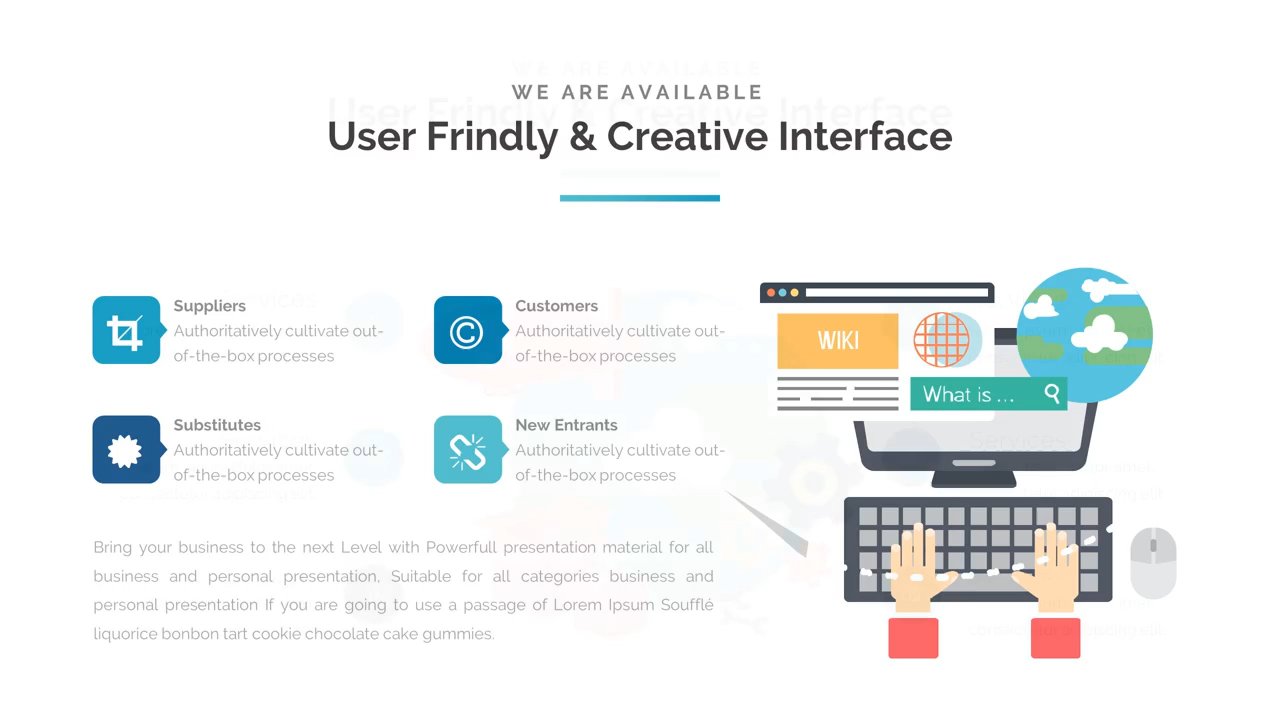 WE ARE AVAILABLE
User Frindly & Creative Interface
Suppliers
Authoritatively cultivate out-
of-the-box processes
Customers
Authoritatively cultivate out-
of-the-box processes
Substitutes
Authoritatively cultivate out-
of-the-box processes
New Entrants
Authoritatively cultivate out-
of-the-box processes
Bring your business to the next Level with Powerfull presentation material for all
business and personal presentation, Suitable for all categories business and
personal presentation If you are going to use a passage of Lorem Ipsum Soufflé
liquorice bonbon tart cookie chocolate cake gummies.
WIKI
What is ...
Services